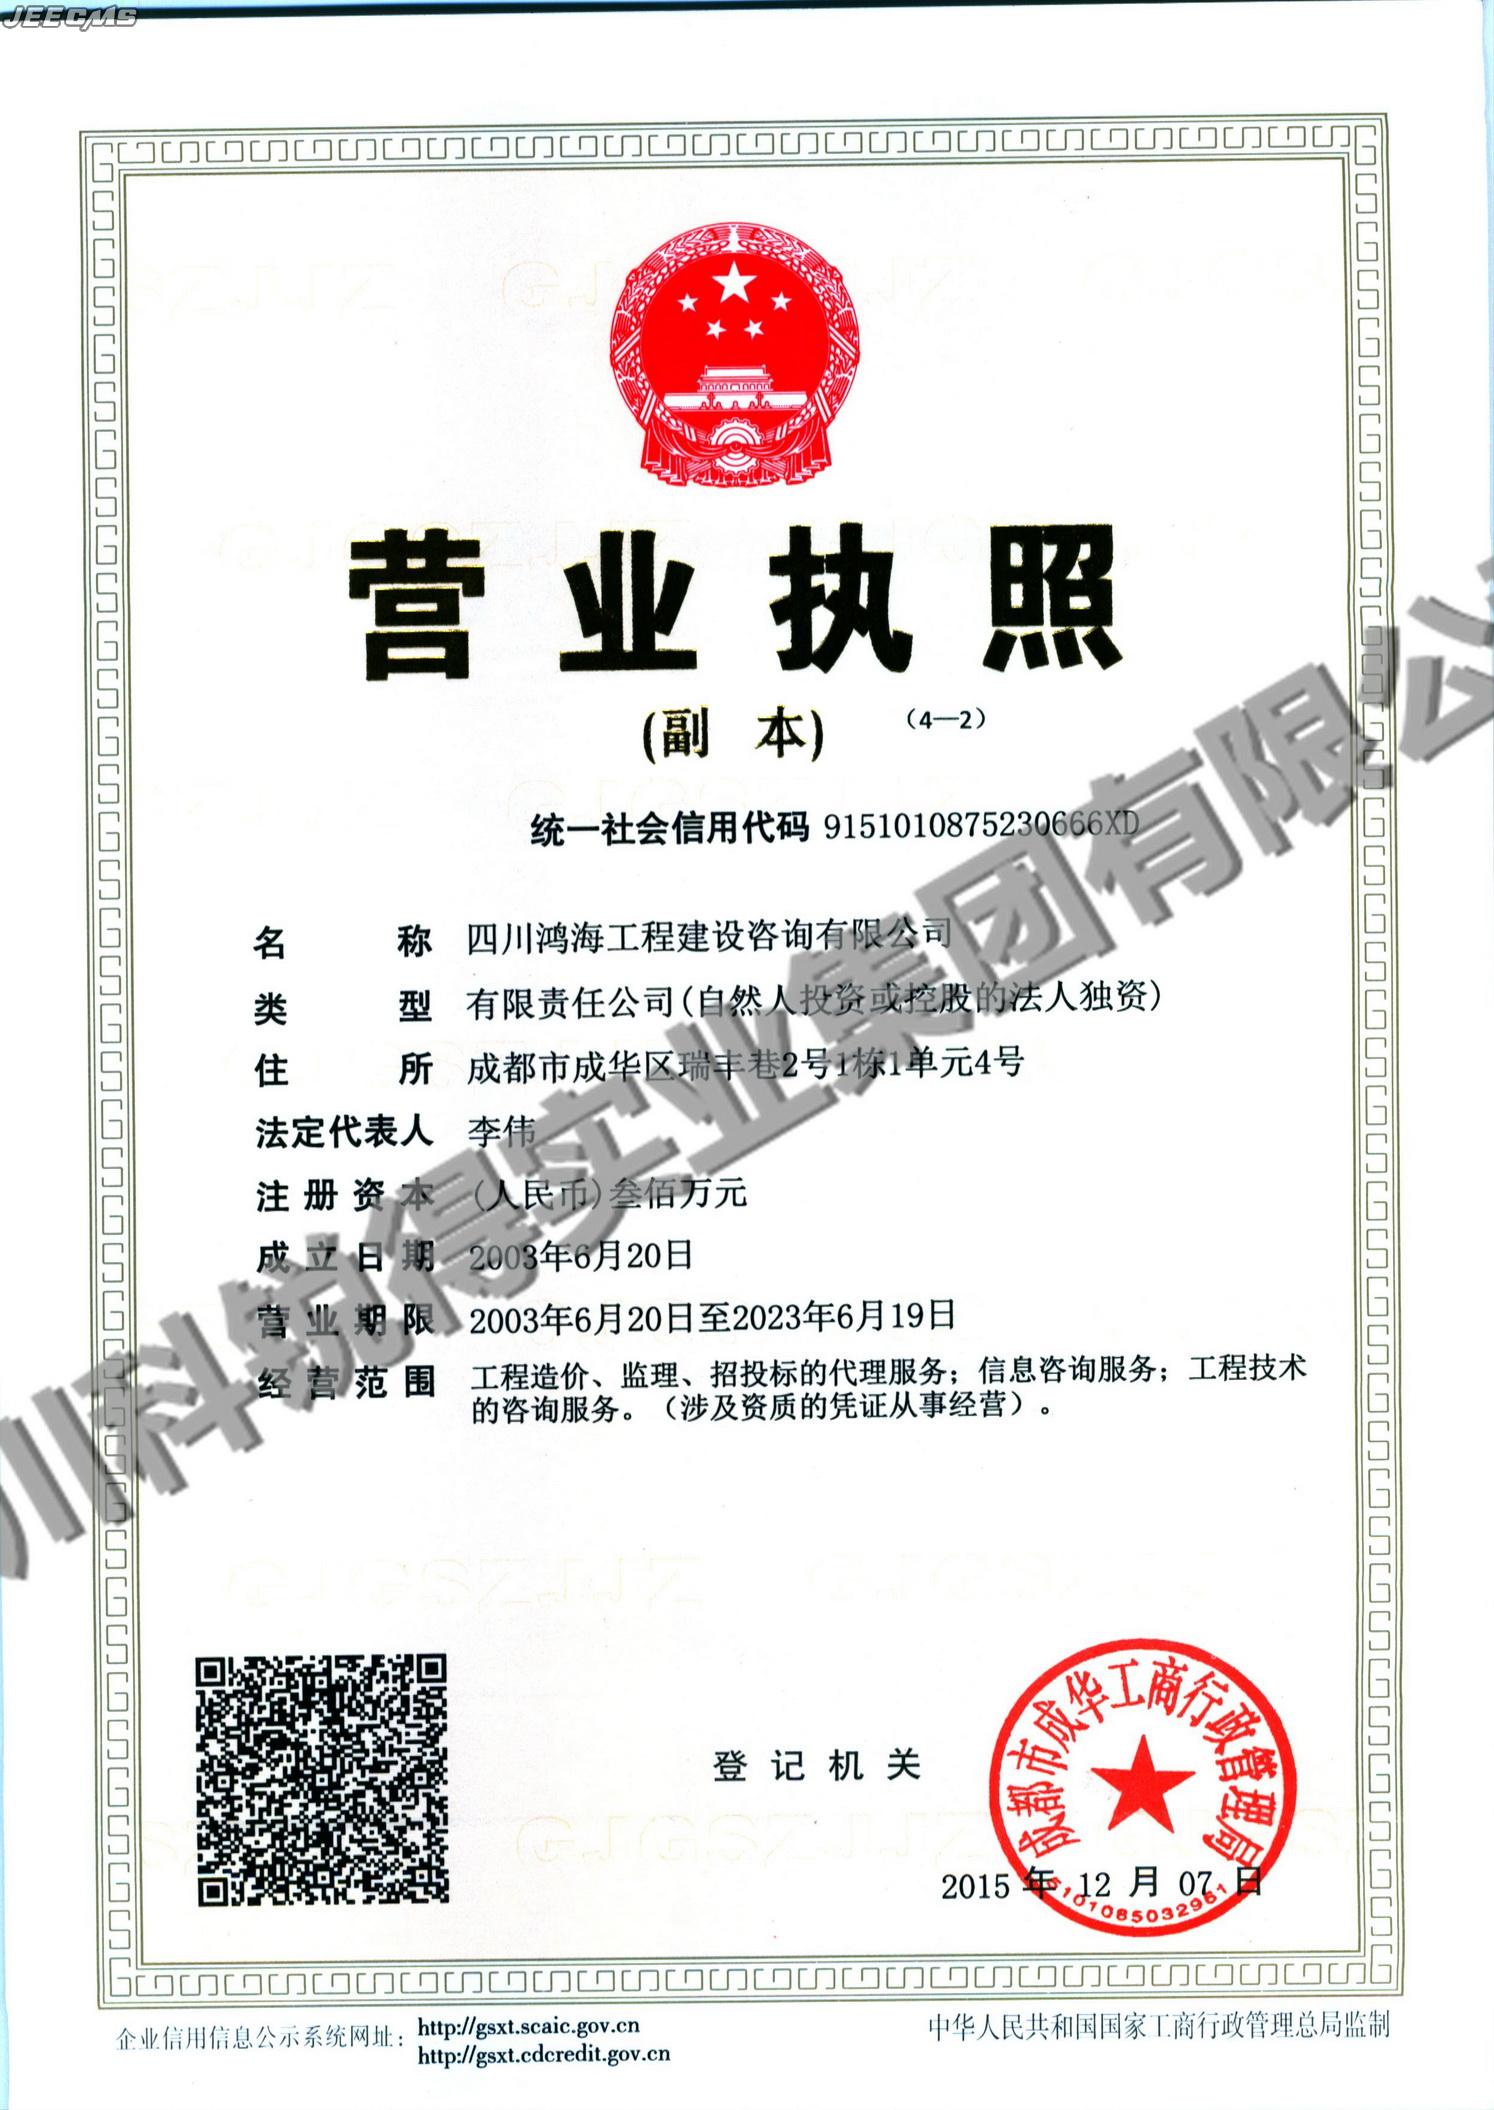 JEECMS
营业执照
(副 本) （4—2）
统一社会信用代码 9151010875230666XD
名 称 四川鸿海工程建设咨询有限公司
类 型 有限责任公司(自然人投资或控股的法人独资)
住 所 成都市成华区瑞丰巷2号1栋1单元4号
法定代表人 李伟
注册资本 (人民币)叁佰万元
成立日期 2003年6月20日
营业期限 2003年6月20日至2023年6月19日
经营范围 工程造价、监理、招投标的代理服务；信息咨询服务；工程技术
的咨询服务。（涉及资质的凭证从事经营）。
川科锐得实业集团有限公
登记机关
成都市成华工商行政管理局
2015 年 12 月 07 日
5101085032961
企业信用信息公示系统网址：http://gsxt.scaic.gov.cn
http://gsxt.cdcredit.gov.cn
中华人民共和国国家工商行政管理总局监制